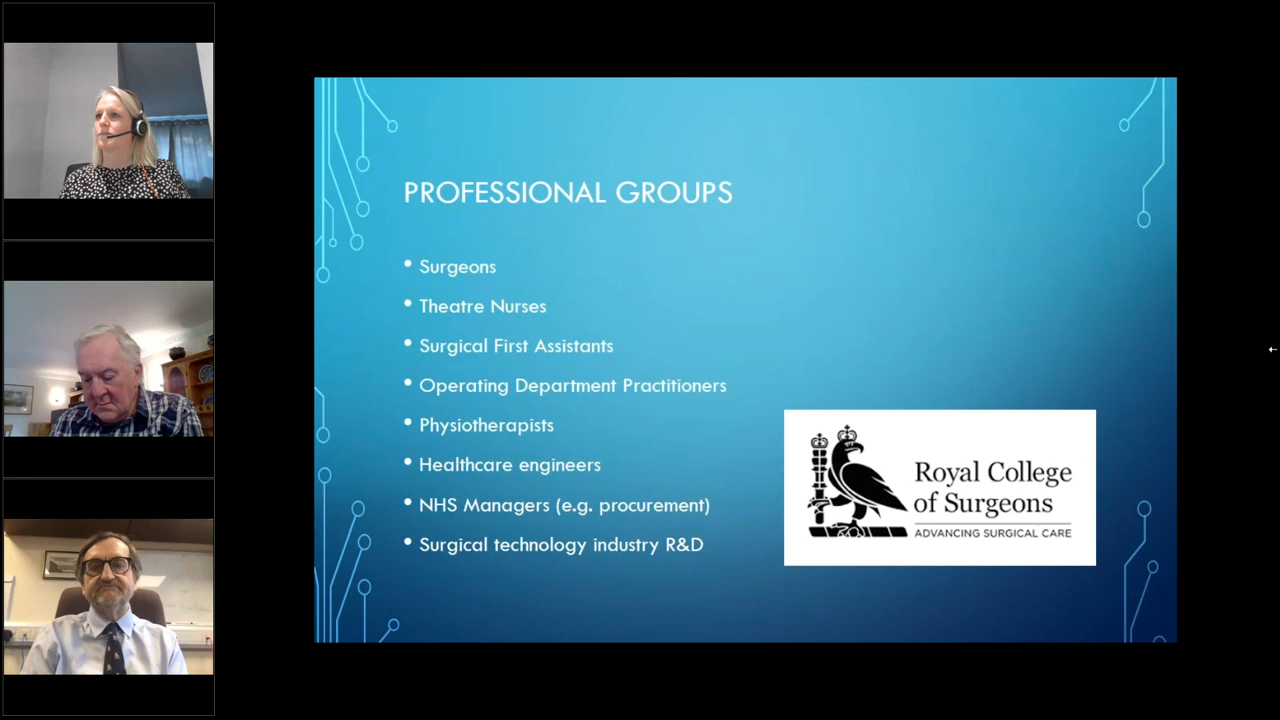 PROFESSIONAL GROUPS
• Surgeons
• Theatre Nurses
• Surgical First Assistants
• Operating Department Practitioners
• Physiotherapists
• Healthcare engineers
• NHS Managers (e.g. procurement)
• Surgical technology industry R&D
Royal College
of Surgeons
ADVANCING SURGICAL CARE